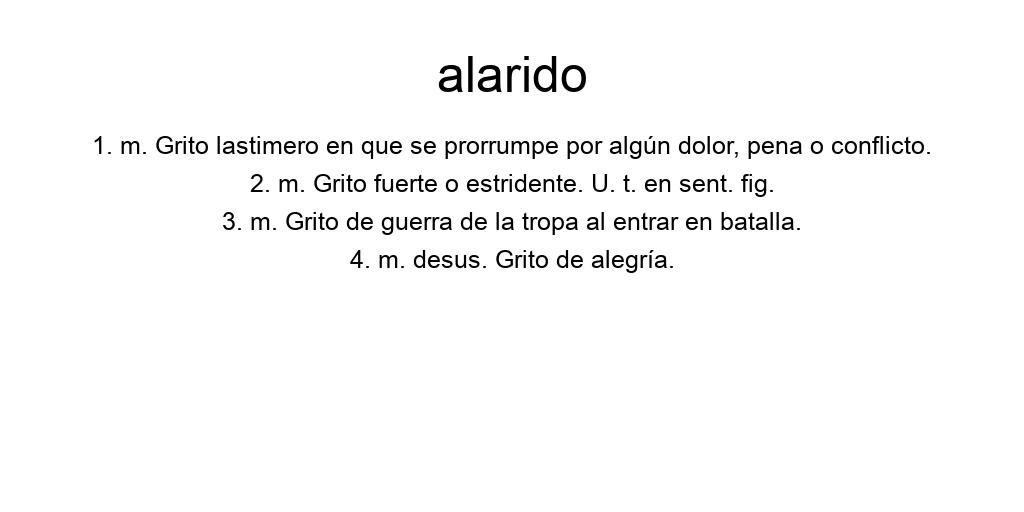 alarido
1. m. Grito lastimero en que se prorrumpe por algún dolor, pena o conflicto.
2. m. Grito fuerte o estridente. U. t. en sent. fig.
3. m. Grito de guerra de la tropa al entrar en batalla.
4. m. desus. Grito de alegría.